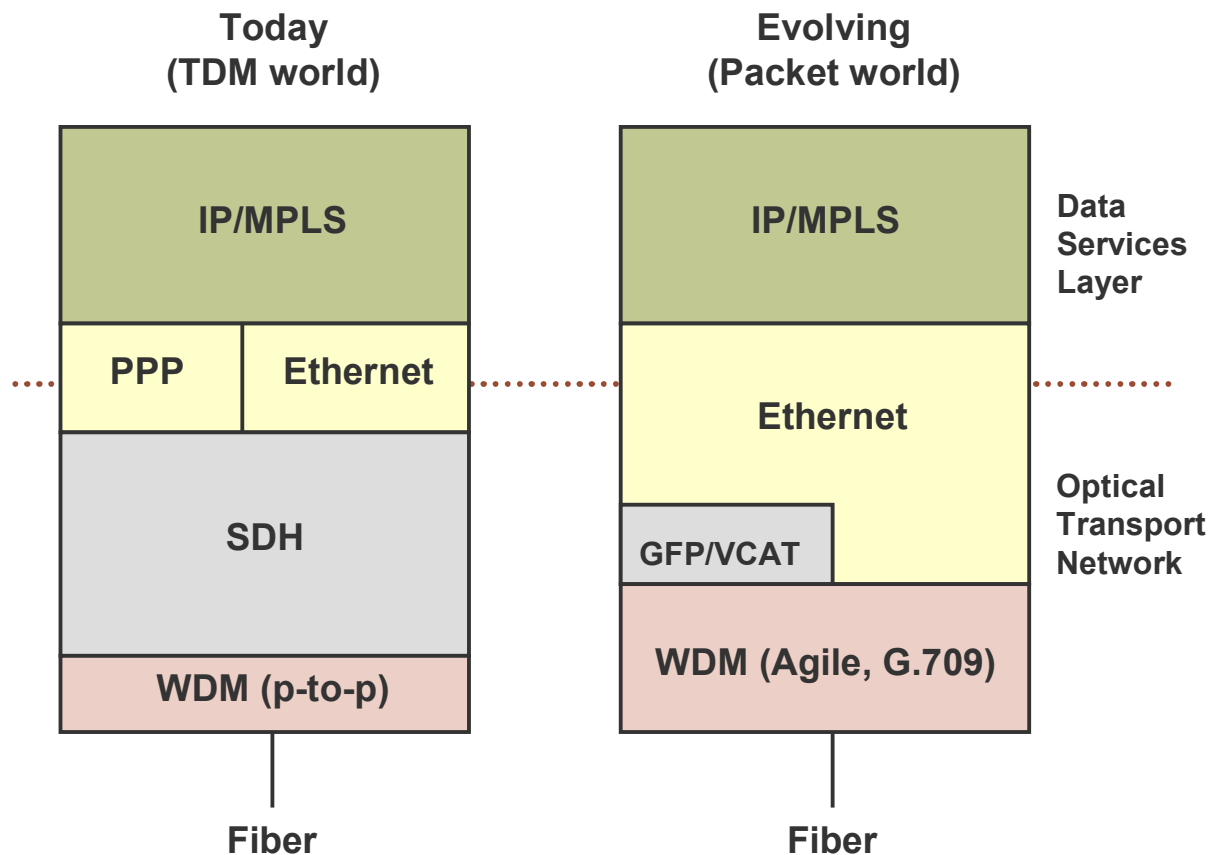 Today
(TDM world)
Evolving
(Packet world)
IP/MPLS
IP/MPLS
Data
Services
Layer
PPP
Ethernet
Ethernet
SDH
GFP/VCAT
Optical
Transport
Network
WDM (p-to-p)
WDM (Agile, G.709)
Fiber
Fiber